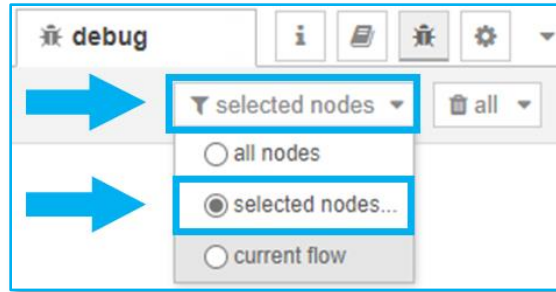 debug
i
selected nodes
all
all nodes
selected nodes...
current flow